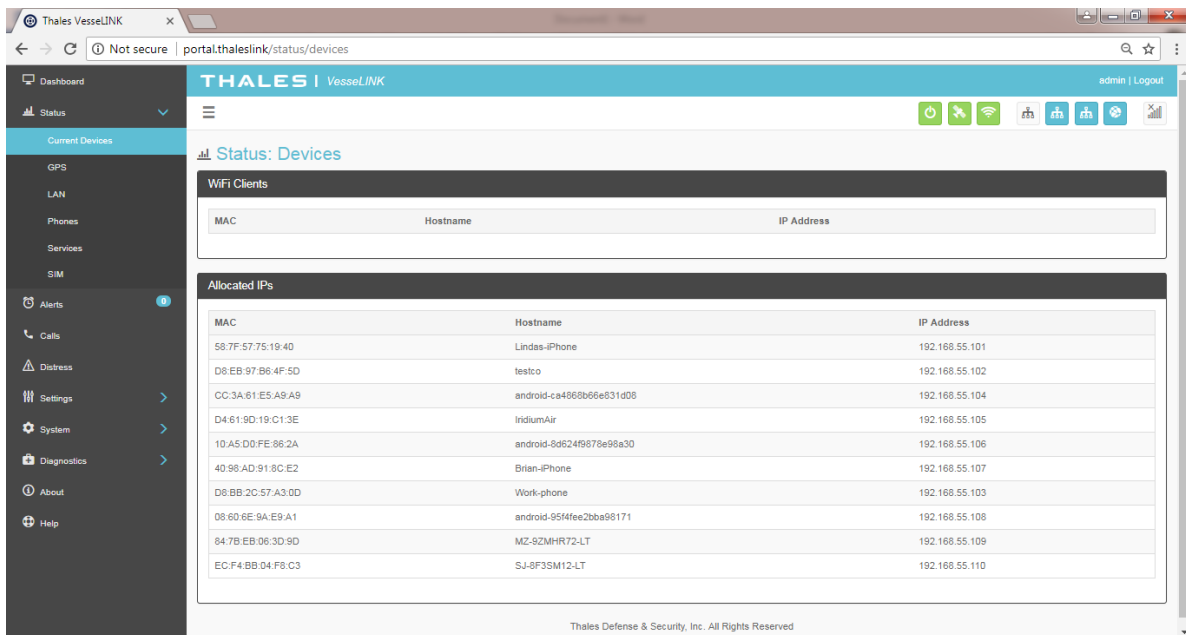 Thales VesseLINK
Not secure | portal.thaleslink/status/devices
Dashboard
Status
Current Devices
GPS
LAN
Phones
Services
SIM
Alerts 0
Calls
Distress
Settings
System
Diagnostics
About
Help
THALES | VesseLINK admin | Logout
Status: Devices
WiFi Clients
MAC Hostname IP Address
Allocated IPs
MAC Hostname IP Address
58:7F:57:75:19:40 Lindas-iPhone 192.168.55.101
D8:EB:97:B6:4F:5D testco 192.168.55.102
CC:3A:61:E5:A9:A9 android-ca4868b66e831d08 192.168.55.104
D4:61:9D:19:C1:3E IridiumAir 192.168.55.105
10:A5:D0:FE:86:2A android-8d624f9878e98a30 192.168.55.106
40:98:AD:91:8C:E2 Brian-iPhone 192.168.55.107
D8:BB:2C:57:A3:0D Work-phone 192.168.55.103
08:60:6E:9A:E9:A1 android-95f4fee2bba98171 192.168.55.108
84:7B:EB:06:3D:9D MZ-9ZMHR72-LT 192.168.55.109
EC:F4:BB:04:F8:C3 SJ-8F3SM12-LT 192.168.55.110
Thales Defense & Security, Inc. All Rights Reserved